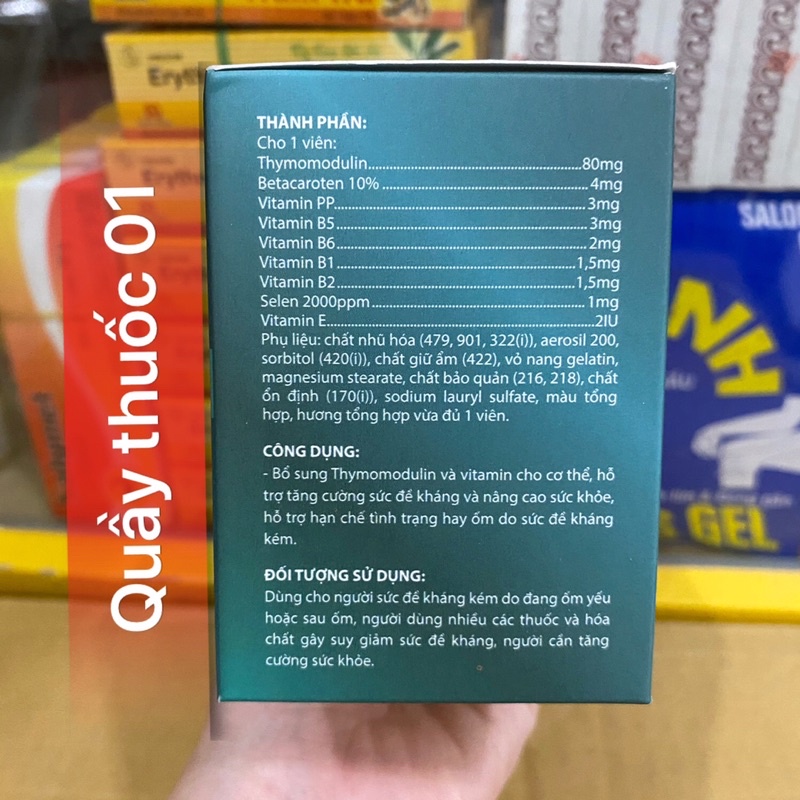 THÀNH PHẦN:
Cho 1 viên:
Thymomodulin.....80mg
Betacaroten 10%.....4mg
Vitamin PP.....3mg
Vitamin B5.....3mg
Vitamin B6.....2mg
Vitamin B1.....1,5mg
Vitamin B2.....1,5mg
Selen 2000ppm.....1mg
Vitamin E.....2IU
Phụ liệu: chất nhũ hóa (479, 901, 322(i)), aerosil 200,
sorbitol (420(i)), chất giữ ẩm (422), vỏ nang gelatin,
magnesium stearate, chất bảo quản (216, 218), chất
ổn định (170(i)), sodium lauryl sulfate, màu tổng
hợp, hương tổng hợp vừa đủ 1 viên.
CÔNG DỤNG:
- Bổ sung Thymomodulin và vitamin cho cơ thể, hỗ
trợ tăng cường sức đề kháng và nâng cao sức khỏe,
hỗ trợ hạn chế tình trạng hay ốm do sức đề kháng
kém.
ĐỐI TƯỢNG SỬ DỤNG:
Dùng cho người sức đề kháng kém do đang ốm yếu
hoặc sau ốm, người dùng nhiều các thuốc và hóa
chất gây suy giảm sức đề kháng, người cần tăng
cường sức khỏe.
Quầy thuốc 01
GEL